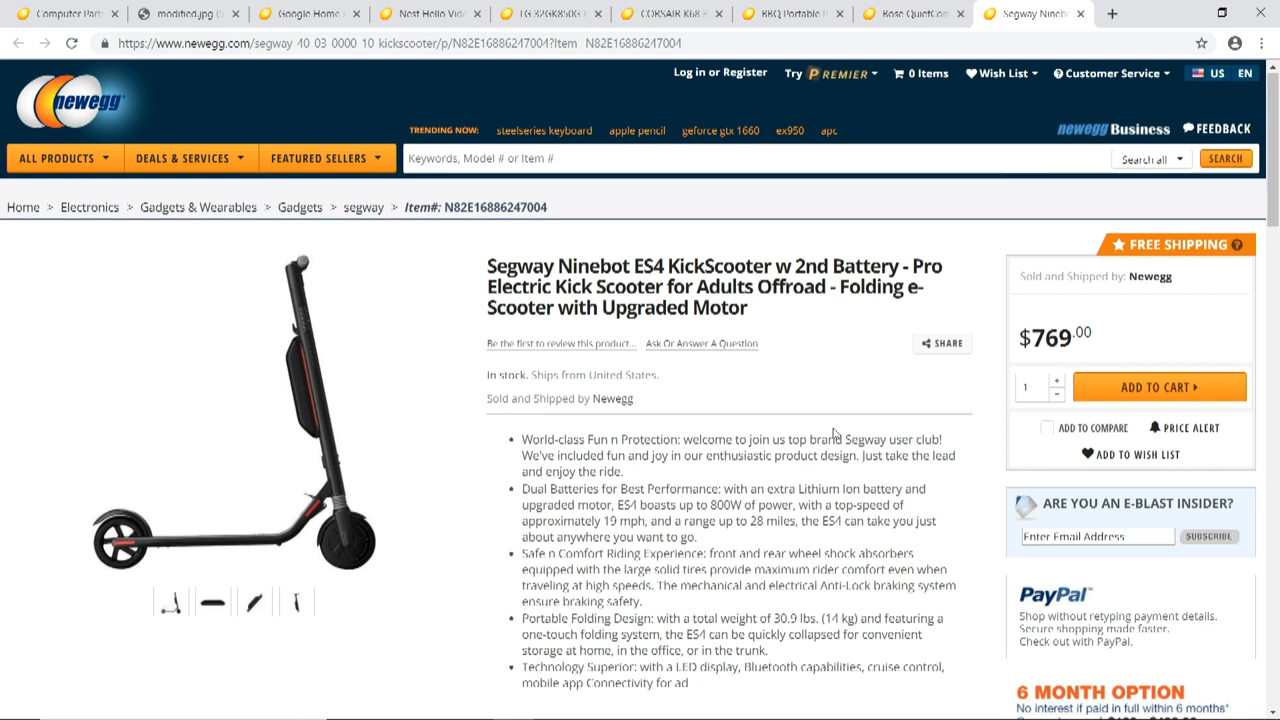 Computer Part
modified.jpg (
Google Home
Nest Hello Vide
LG 32GK850G
CORSAIR K68
BBQ Portable
Bose QuietCom
Segway Ninebo
https://www.newegg.com/segway 40 03 0000 10 kickscooter/p/N82E16886247004?Item N82E16886247004
Log in or Register
Try PREMIER
0 Items
Wish List
Customer Service
US EN
newegg
TRENDING NOW: steelseries keyboard apple pencil geforce gtx 1660 ex950 apc
newegg Business
FEEDBACK
ALL PRODUCTS
DEALS & SERVICES
FEATURED SELLERS
Keywords, Model # or Item #
Search all
SEARCH
Home > Electronics > Gadgets & Wearables > Gadgets > segway > Item#: N82E16886247004
Segway Ninebot ES4 KickScooter w 2nd Battery - Pro
Electric Kick Scooter for Adults Offroad - Folding e-
Scooter with Upgraded Motor
Be the first to review this product...
Ask Or Answer A Question
SHARE
In stock. Ships from United States.
Sold and Shipped by Newegg
• World-class Fun n Protection: welcome to join us top brand Segway user club!
We've included fun and joy in our enthusiastic product design. Just take the lead
and enjoy the ride.
• Dual Batteries for Best Performance: with an extra Lithium Ion battery and
upgraded motor, ES4 boasts up to 800W of power, with a top-speed of
approximately 19 mph, and a range up to 28 miles, the ES4 can take you just
about anywhere you want to go.
• Safe n Comfort Riding Experience: front and rear wheel shock absorbers
equipped with the large solid tires provide maximum rider comfort even when
traveling at high speeds. The mechanical and electrical Anti-Lock braking system
ensure braking safety.
• Portable Folding Design: with a total weight of 30.9 lbs. (14 kg) and featuring a
one-touch folding system, the ES4 can be quickly collapsed for convenient
storage at home, in the office, or in the trunk.
• Technology Superior: with a LED display, Bluetooth capabilities, cruise control,
mobile app Connectivity for ad
FREE SHIPPING
Sold and Shipped by: Newegg
$769.00
1
+
-
ADD TO CART
ADD TO COMPARE
PRICE ALERT
ADD TO WISH LIST
ARE YOU AN E-BLAST INSIDER?
Enter Email Address
SUBSCRIBE
PayPal™
Shop without retyping payment details.
Secure shopping made faster.
Check out with PayPal.
6 MONTH OPTION
No interest if paid in full within 6 months*